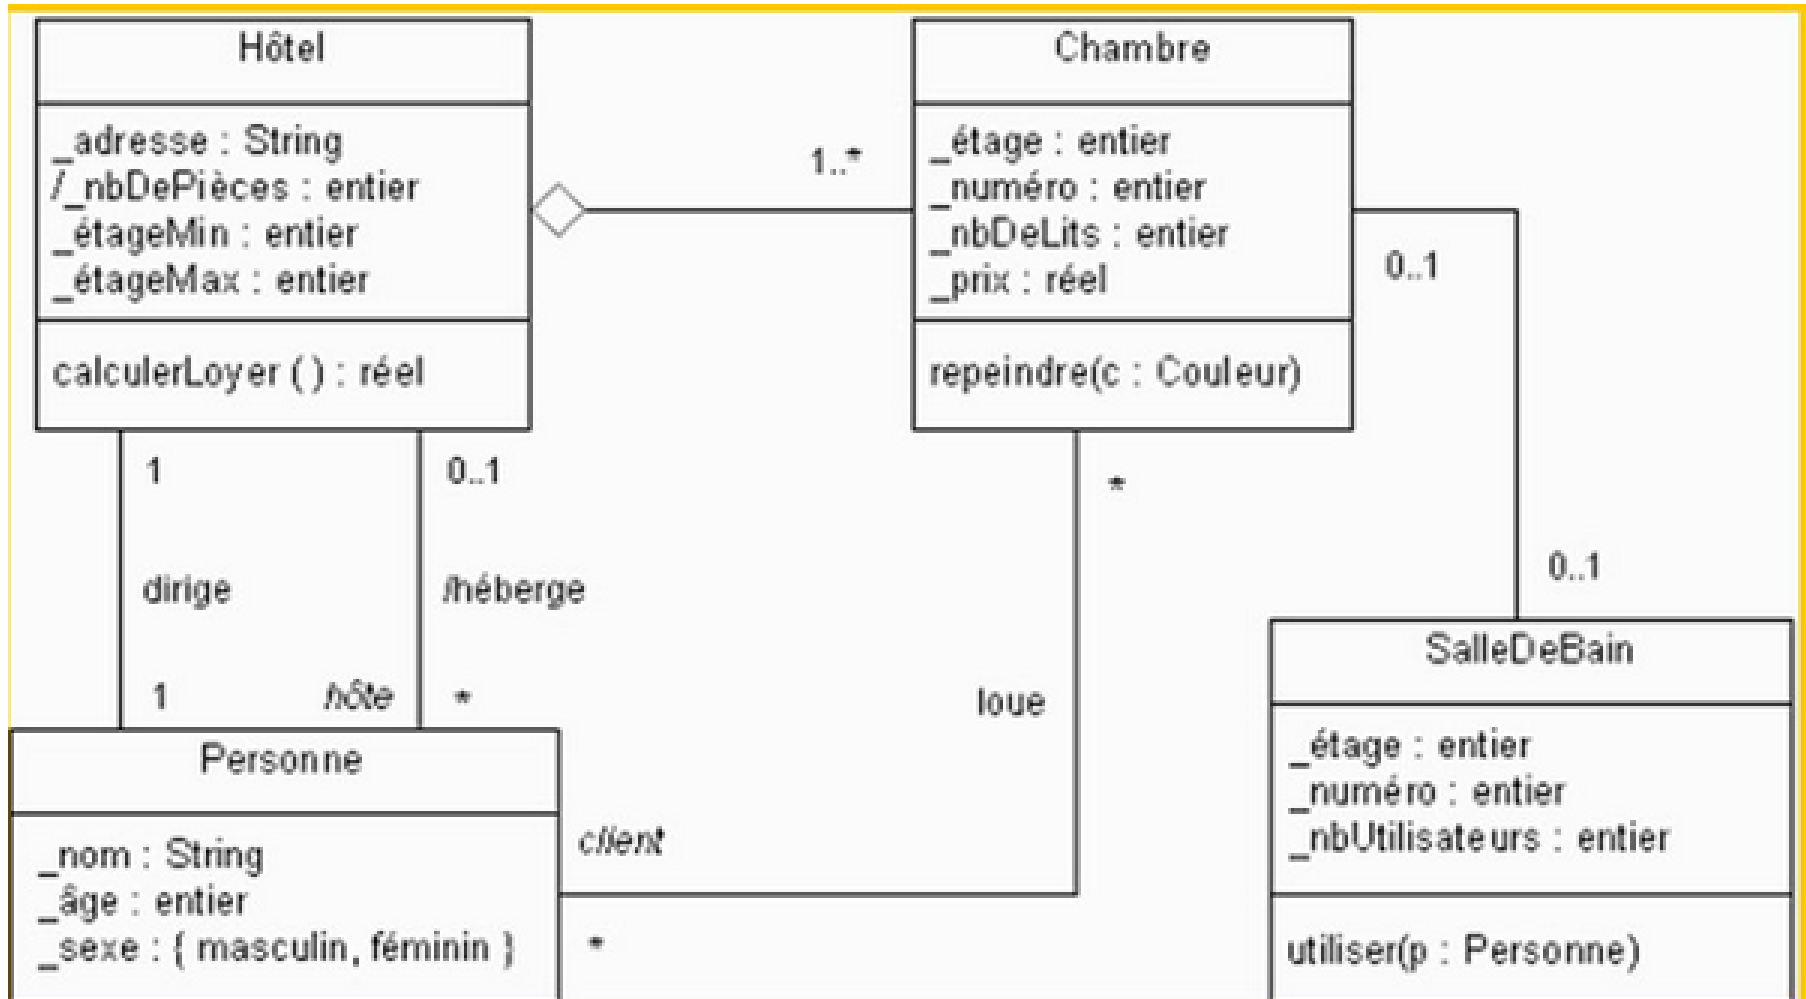 Hôtel
_adresse : String
/_nbDePièces : entier
_étageMin : entier
_étageMax : entier
calculerLoyer ( ) : réel
1..*
Chambre
_étage : entier
_numéro : entier
_nbDeLits : entier
_prix : réel
repeindre(c : Couleur)
0..1
1
0..1
*
dirige
/héberge
0..1
1
hôte
*
loue
SalleDeBain
_étage : entier
_numéro : entier
_nbUtilisateurs : entier
utiliser(p : Personne)
Personne
_nom : String
_âge : entier
_sexe : { masculin, féminin }
client
*